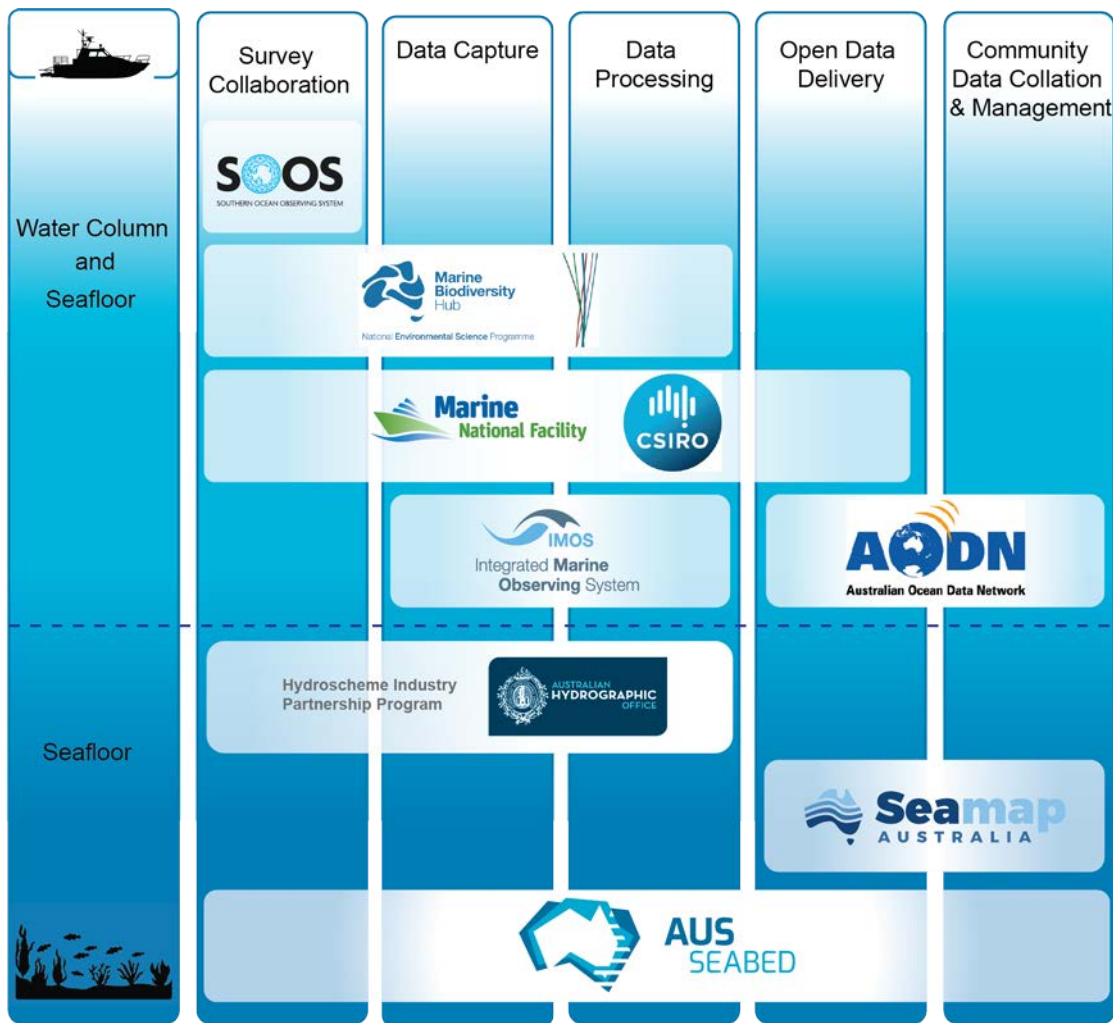 Survey
Collaboration
Data Capture
Data
Processing
Open Data
Delivery
Community
Data Collation
& Management
SOOS
SOUTHERN OCEAN OBSERVING SYSTEM
Water Column
and
Seafloor
Marine
Biodiversity
Hub
National Environmental Science Programme
Marine
National Facility
CSIRO
IMOS
Integrated Marine
Observing System
AODN
Australian Ocean Data Network
Hydroscheme Industry
Partnership Program
AUSTRALIAN
HYDROGRAPHIC
OFFICE
Seafloor
Seamap
AUSTRALIA
AUS
SEABED